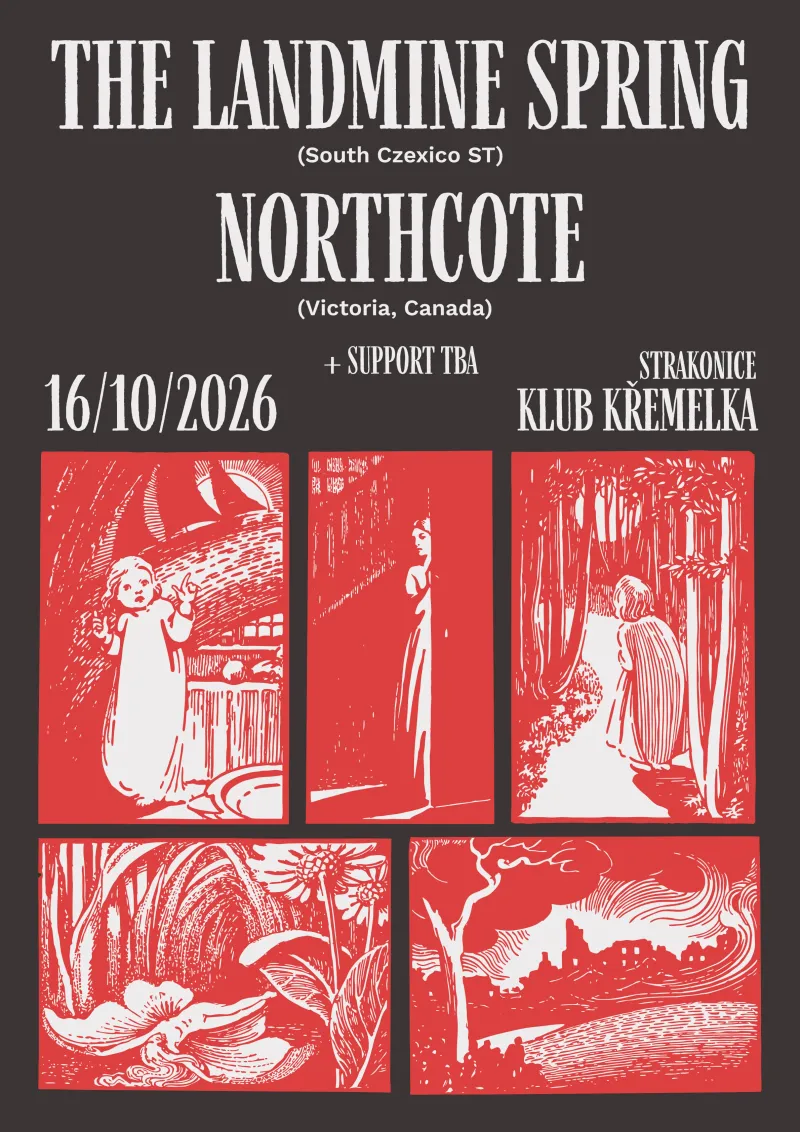 THE LANDMINE SPRING
(South Czexico ST)
NORTHCOTE
(Victoria, Canada)
+ SUPPORT TBA
16/10/2026
STRAKONICE
KLUB KŘEMELKA